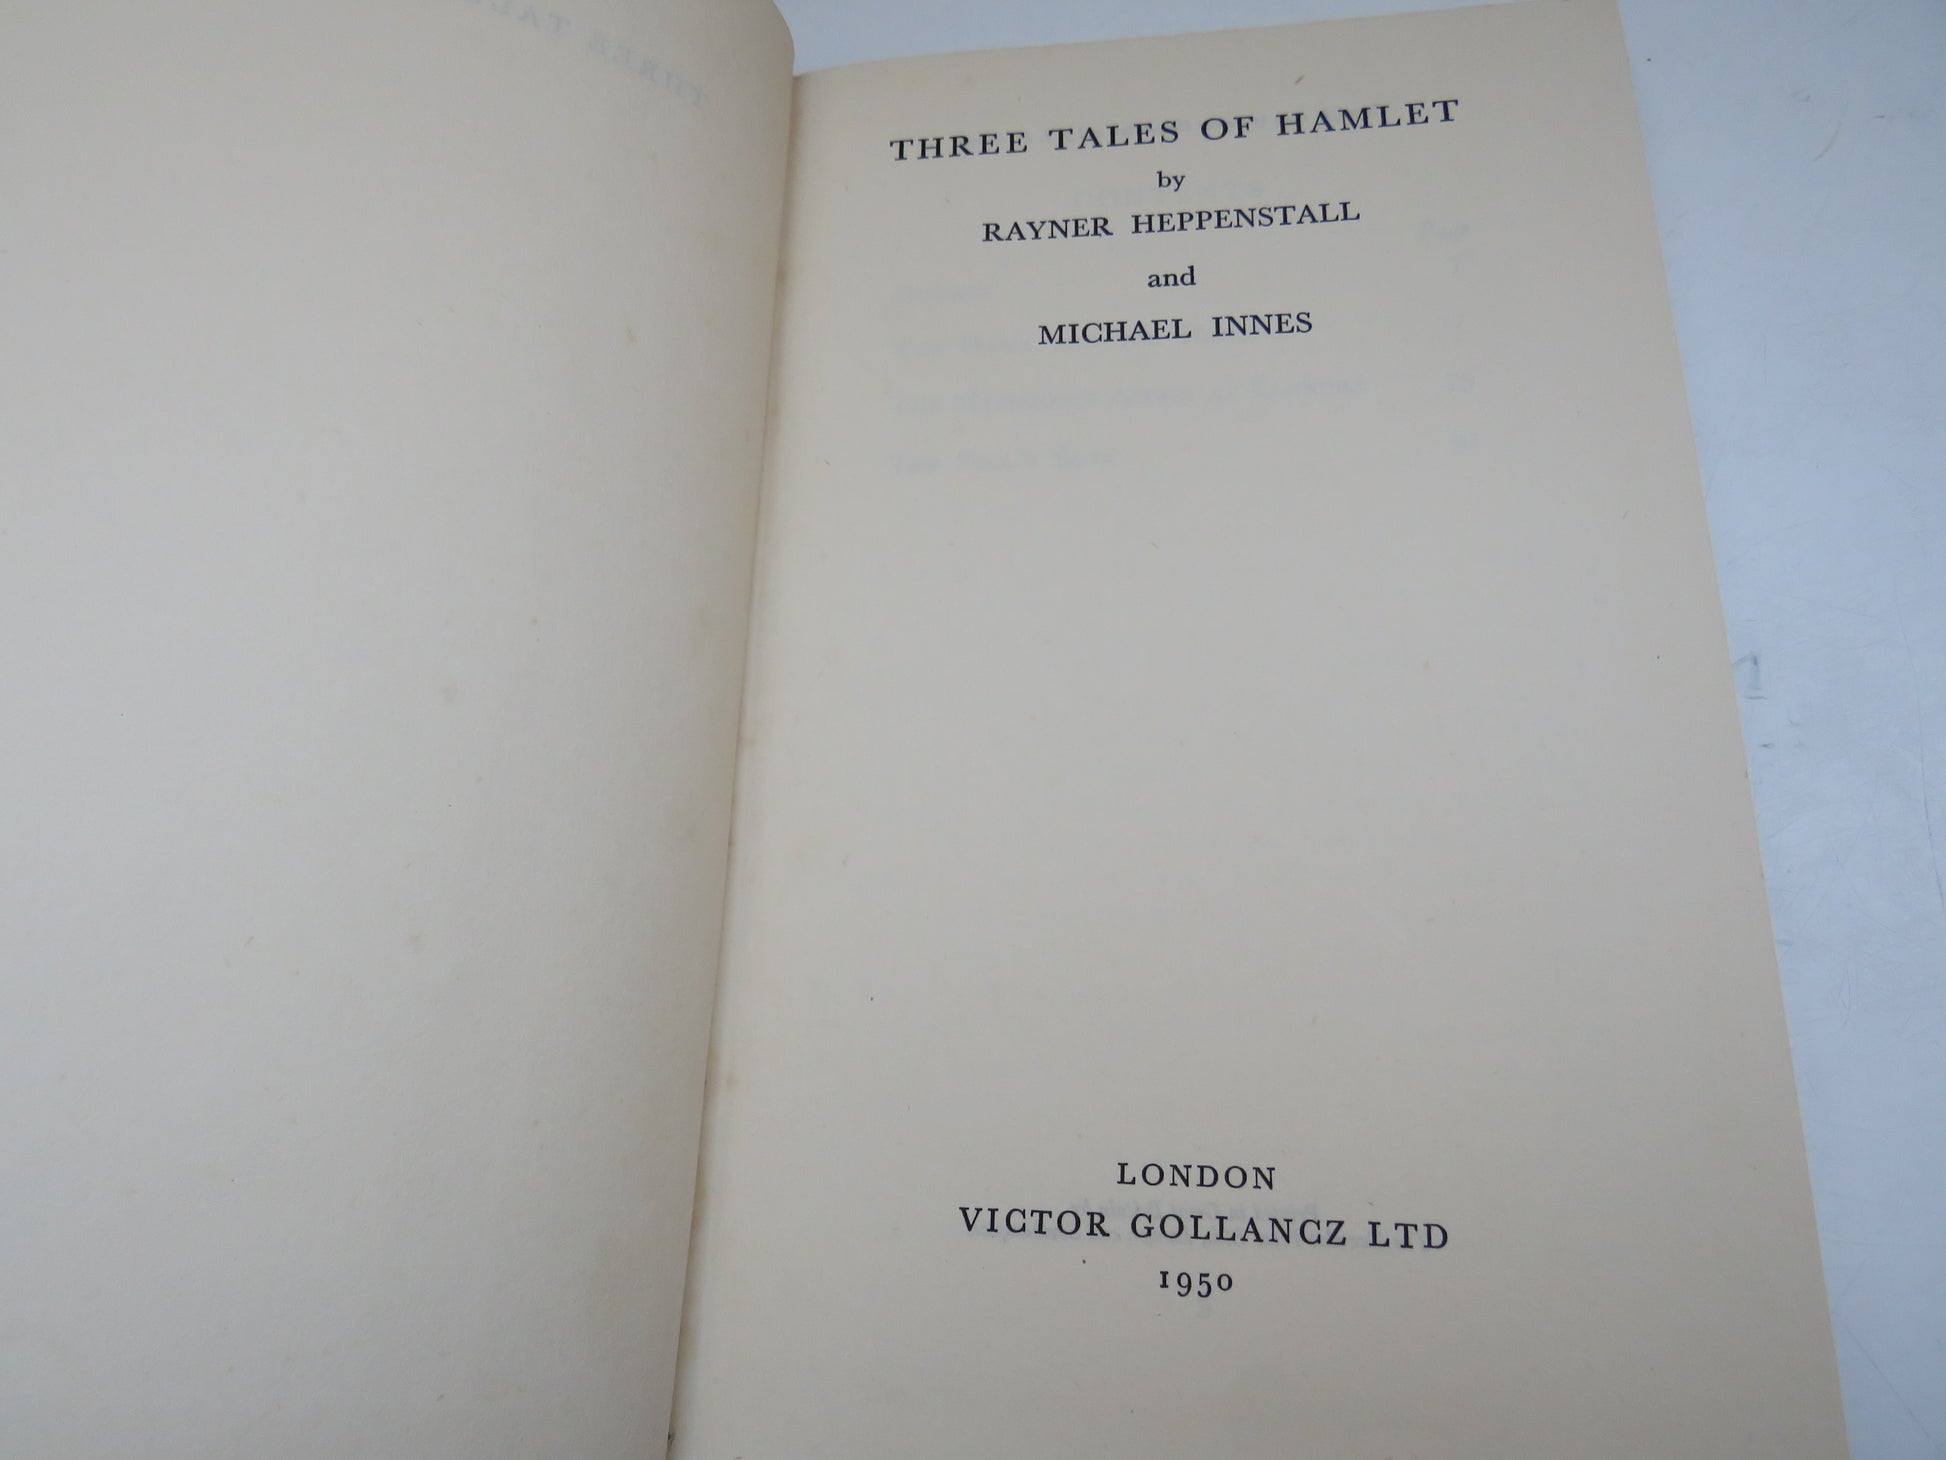 THREE TALES OF HAMLET
by
RAYNER HEPPENSTALL
and
MICHAEL INNES
LONDON
VICTOR GOLLANCZ LTD
1950